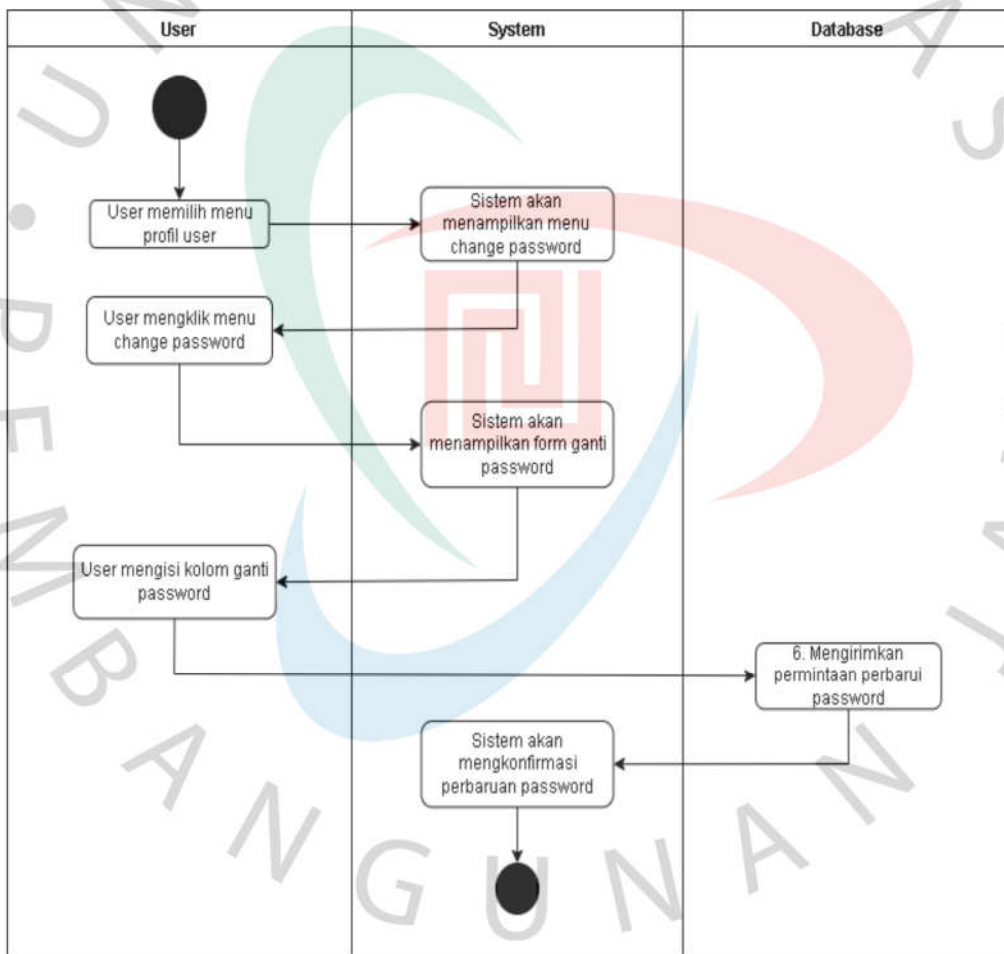 User
System
Database
User memilih menu
profil user
Sistem akan
menampilkan menu
change password
User mengklik menu
change password
Sistem akan
menampilkan form ganti
password
User mengisi kolom ganti
password
6. Mengirimkan
permintaan perbarui
password
Sistem akan
mengkonfirmasi
perbaruan password
PEMBANGUNAN